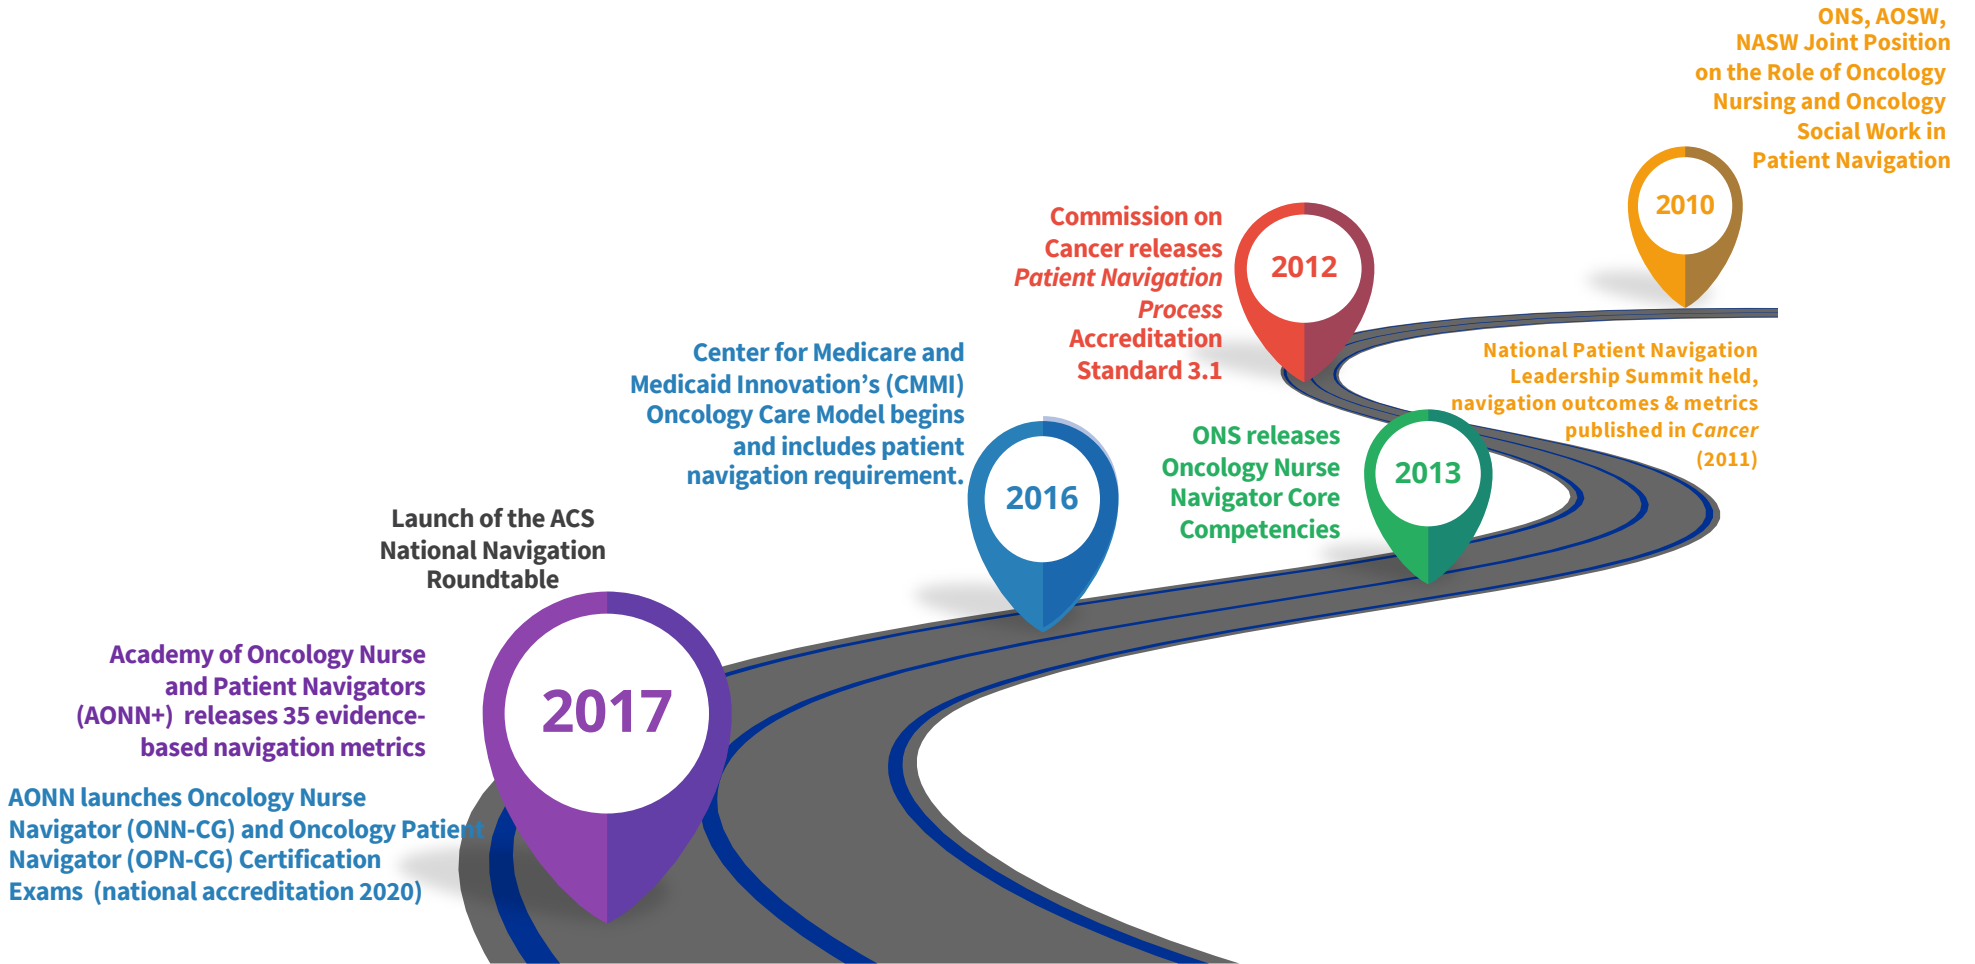 ONS, AOSW,
NASW Joint Position
on the Role of Oncology
Nursing and Oncology
Social Work in
Patient Navigation
2010
Commission on
Cancer releases
Patient Navigation
Process
Accreditation
Standard 3.1
2012
National Patient Navigation
Leadership Summit held,
navigation outcomes & metrics
published in Cancer
(2011)
Center for Medicare and
Medicaid Innovation’s (CMMI)
Oncology Care Model begins
and includes patient
navigation requirement.
2016
ONS releases
Oncology Nurse
Navigator Core
Competencies
2013
Launch of the ACS
National Navigation
Roundtable
Academy of Oncology Nurse
and Patient Navigators
(AONN+) releases 35 evidence-
based navigation metrics
2017
AONN launches Oncology Nurse
Navigator (ONN-CG) and Oncology Patient
Navigator (OPN-CG) Certification
Exams (national accreditation 2020)